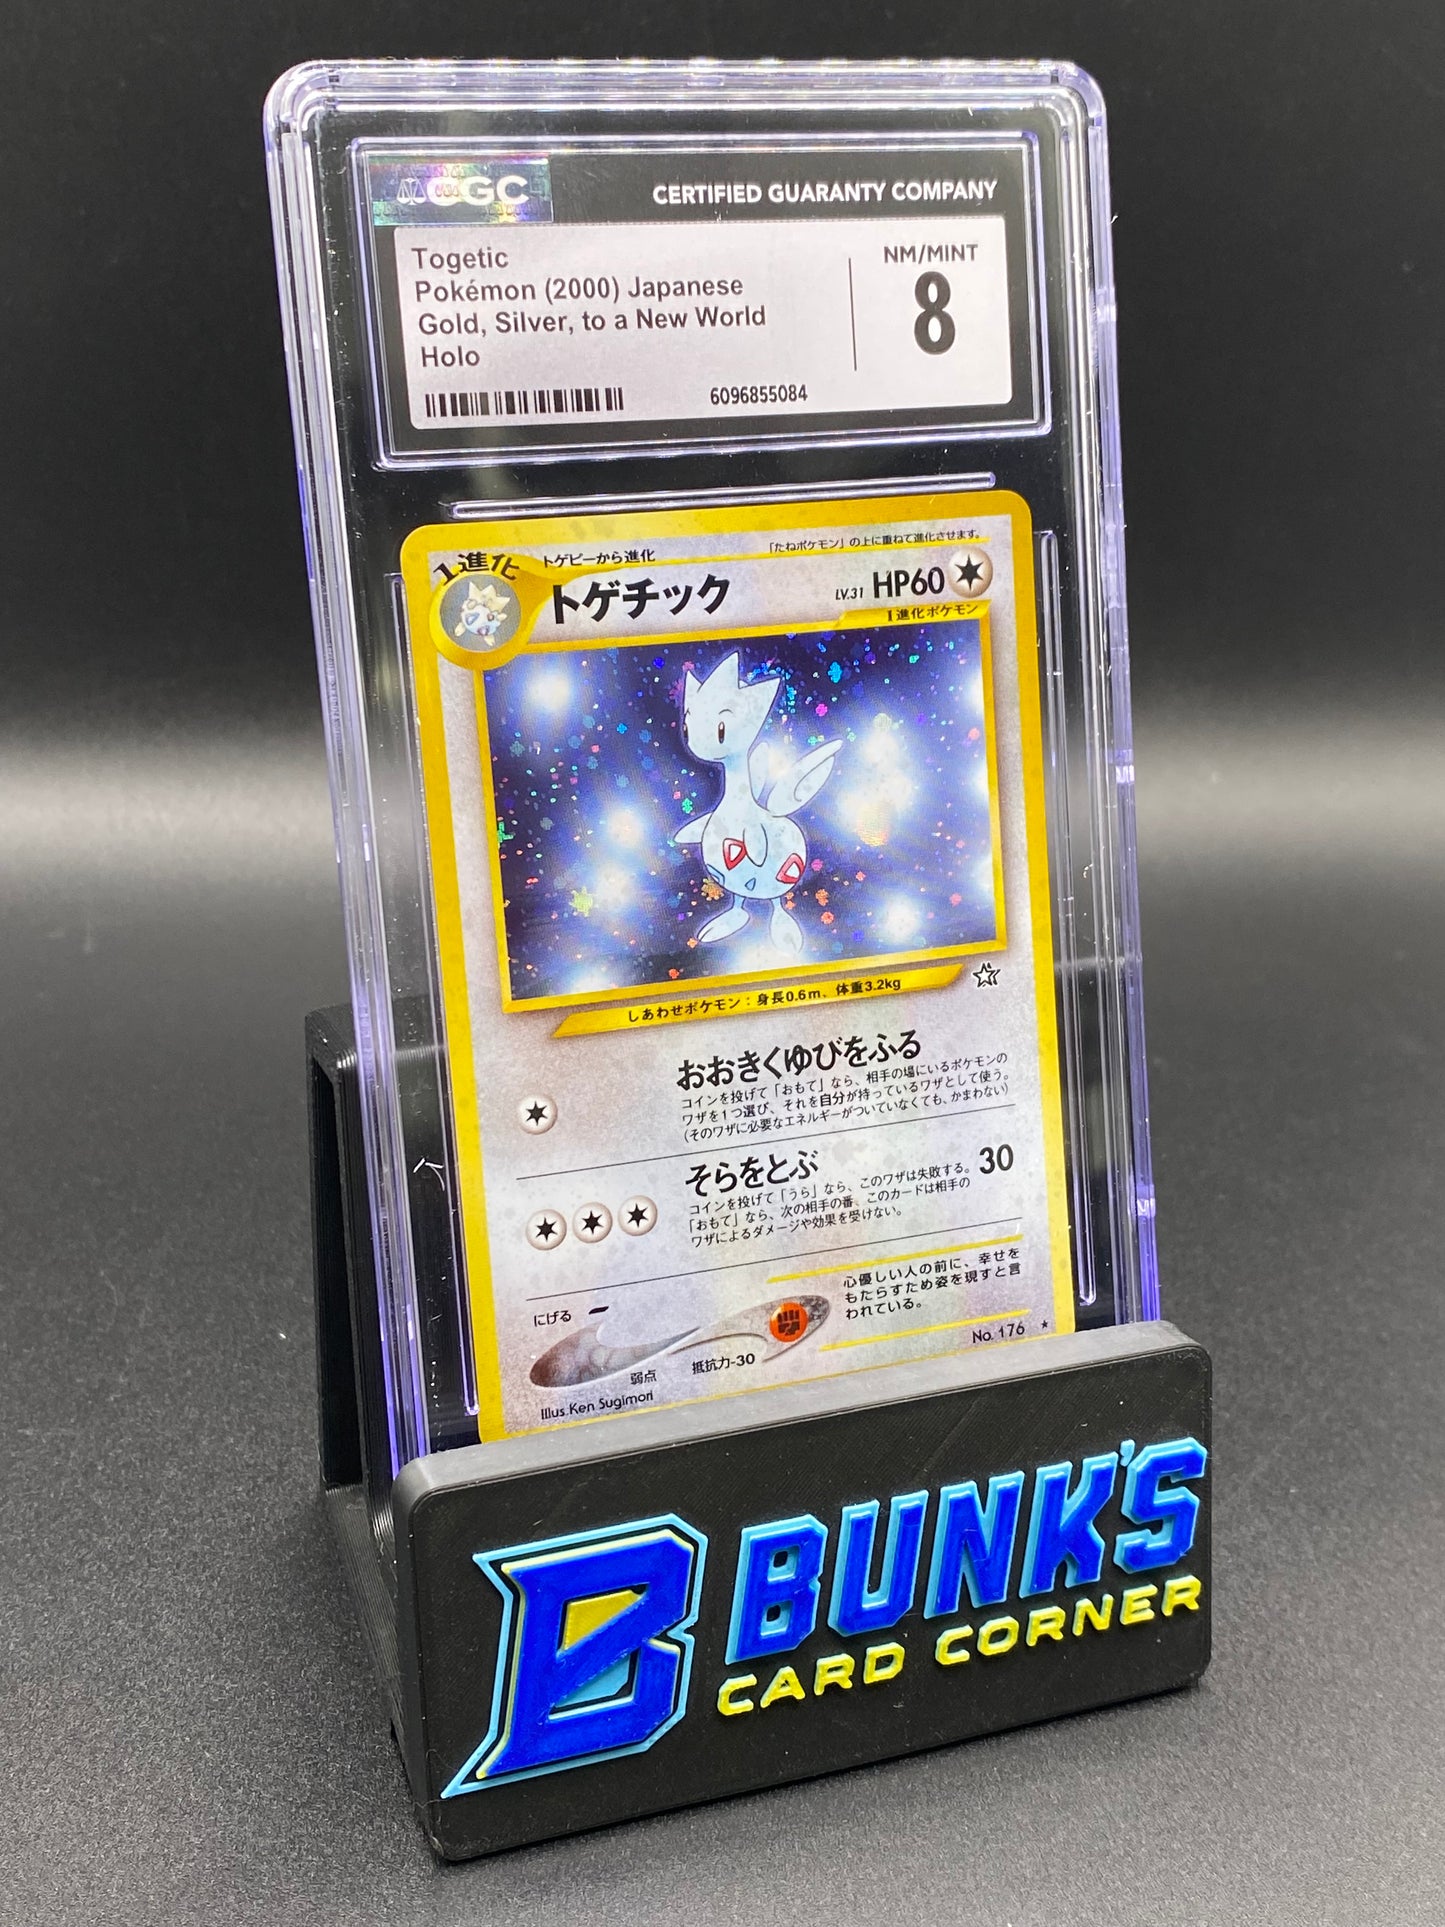 CGC
CERTIFIED GUARANTY COMPANY
Togetic
Pokémon (2000) Japanese
Gold, Silver, to a New World
Holo
NM/MINT
8
6096855084
1進化
トゲピーから進化
「たねポケモン」の上に重ねて進化させます。
トゲチック
LV.31 HP60
1進化ポケモン
しあわせポケモン：身長0.6m、体重3.2kg
おおきくゆびをふる
コインを投げて「おもて」なら、相手の場にいるポケモンの
ワザを1つ選び、それを自分が持っているワザとして使う。
(そのワザに必要なエネルギーがついていなくても、かまわない)
そらをとぶ
30
コインを投げて「うら」なら、このワザは失敗する。
「おもて」なら、次の相手の番、このカードは相手の
ワザによるダメージや効果を受けない。
にげる
弱点
抵抗力-30
心優しい人の前に、幸せを
もたらすため姿を現すと言
われている。
No. 176
Illus. Ken Sugimori
BUNK'S
CARD CORNER